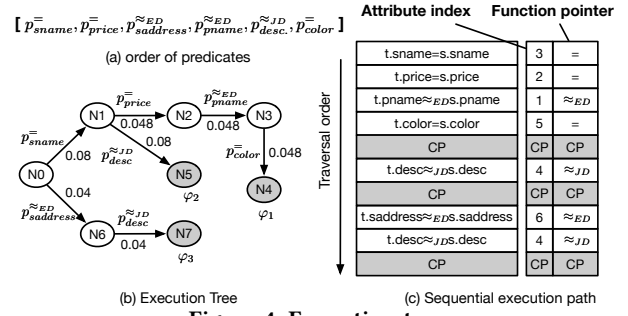 [ p=sname, p=price, p≈EDsaddress, p≈EDpname, p≈JDdesc., p=color ]
(a) order of predicates
N0
N1
N2
N3
N4
N5
N6
N7
p=sname
0.08
p=price
0.048
p≈EDpname
0.048
p=color
0.048
φ1
p≈JDdesc
0.08
φ2
p≈EDsaddress
0.04
p≈JDdesc
0.04
φ3
(b) Execution Tree
Attribute index
Function pointer
Traversal order
t.sname=s.sname 3 =
t.price=s.price 2 =
t.pname≈EDs.pname 1 ≈ED
t.color=s.color 5 =
CP CP CP
t.desc≈JDs.desc 4 ≈JD
CP CP CP
t.saddress≈EDs.saddress 6 ≈ED
t.desc≈JDs.desc 4 ≈JD
CP CP CP
(c) Sequential execution path